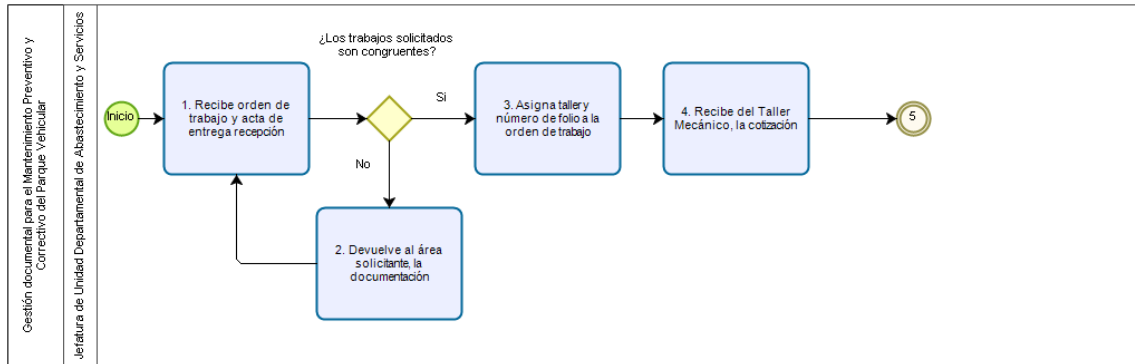 Gestión documental para el Mantenimiento Preventivo y
Correctivo del Parque Vehicular
Jefatura de Unidad Departamental de Abastecimiento y Servicios
Inicio
1. Recibe orden de
trabajo y acta de
entrega recepción
¿Los trabajos solicitados
son congruentes?
Si
No
2. Devuelve al área
solicitante, la
documentación
3. Asigna taller y
número de folio a la
orden de trabajo
4. Recibe del Taller
Mecánico, la cotización
5